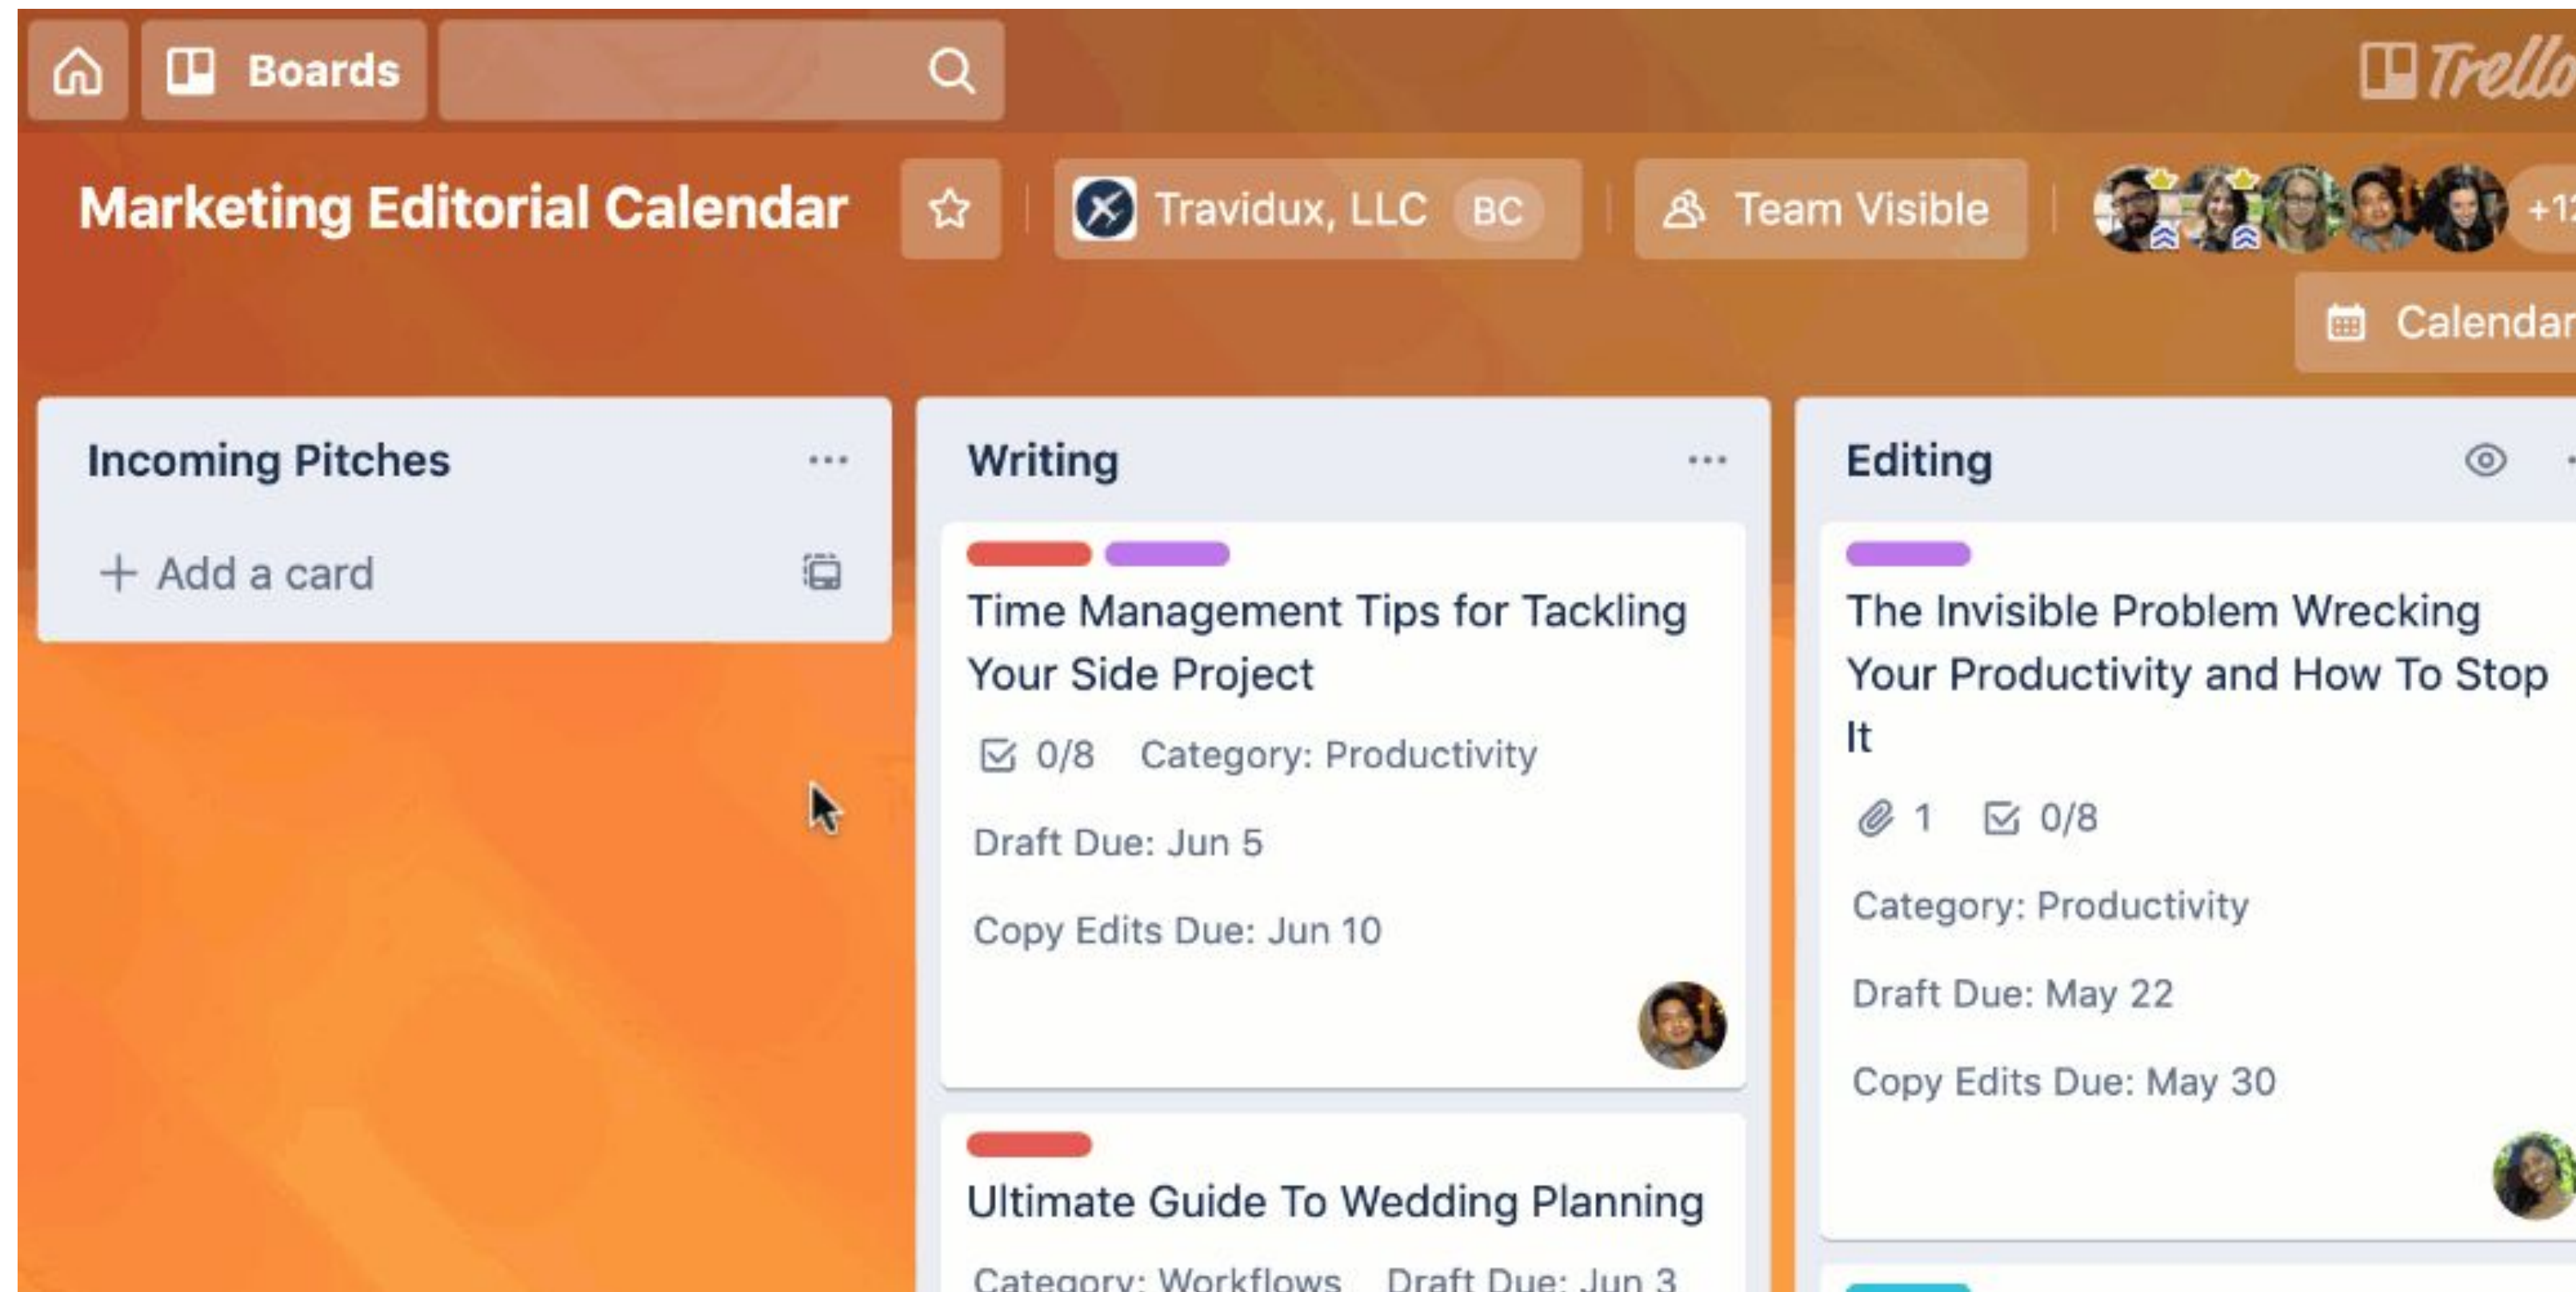 Boards
Trello
Marketing Editorial Calendar
Travidux, LLC BC
Team Visible
Calendar
Incoming Pitches
Add a card
Writing
Time Management Tips for Tackling
Your Side Project
0/8 Category: Productivity
Draft Due: Jun 5
Copy Edits Due: Jun 10
Ultimate Guide To Wedding Planning
Category: Workflows Draft Due: Jun 3
Editing
The Invisible Problem Wrecking
Your Productivity and How To Stop
It
1 0/8
Category: Productivity
Draft Due: May 22
Copy Edits Due: May 30